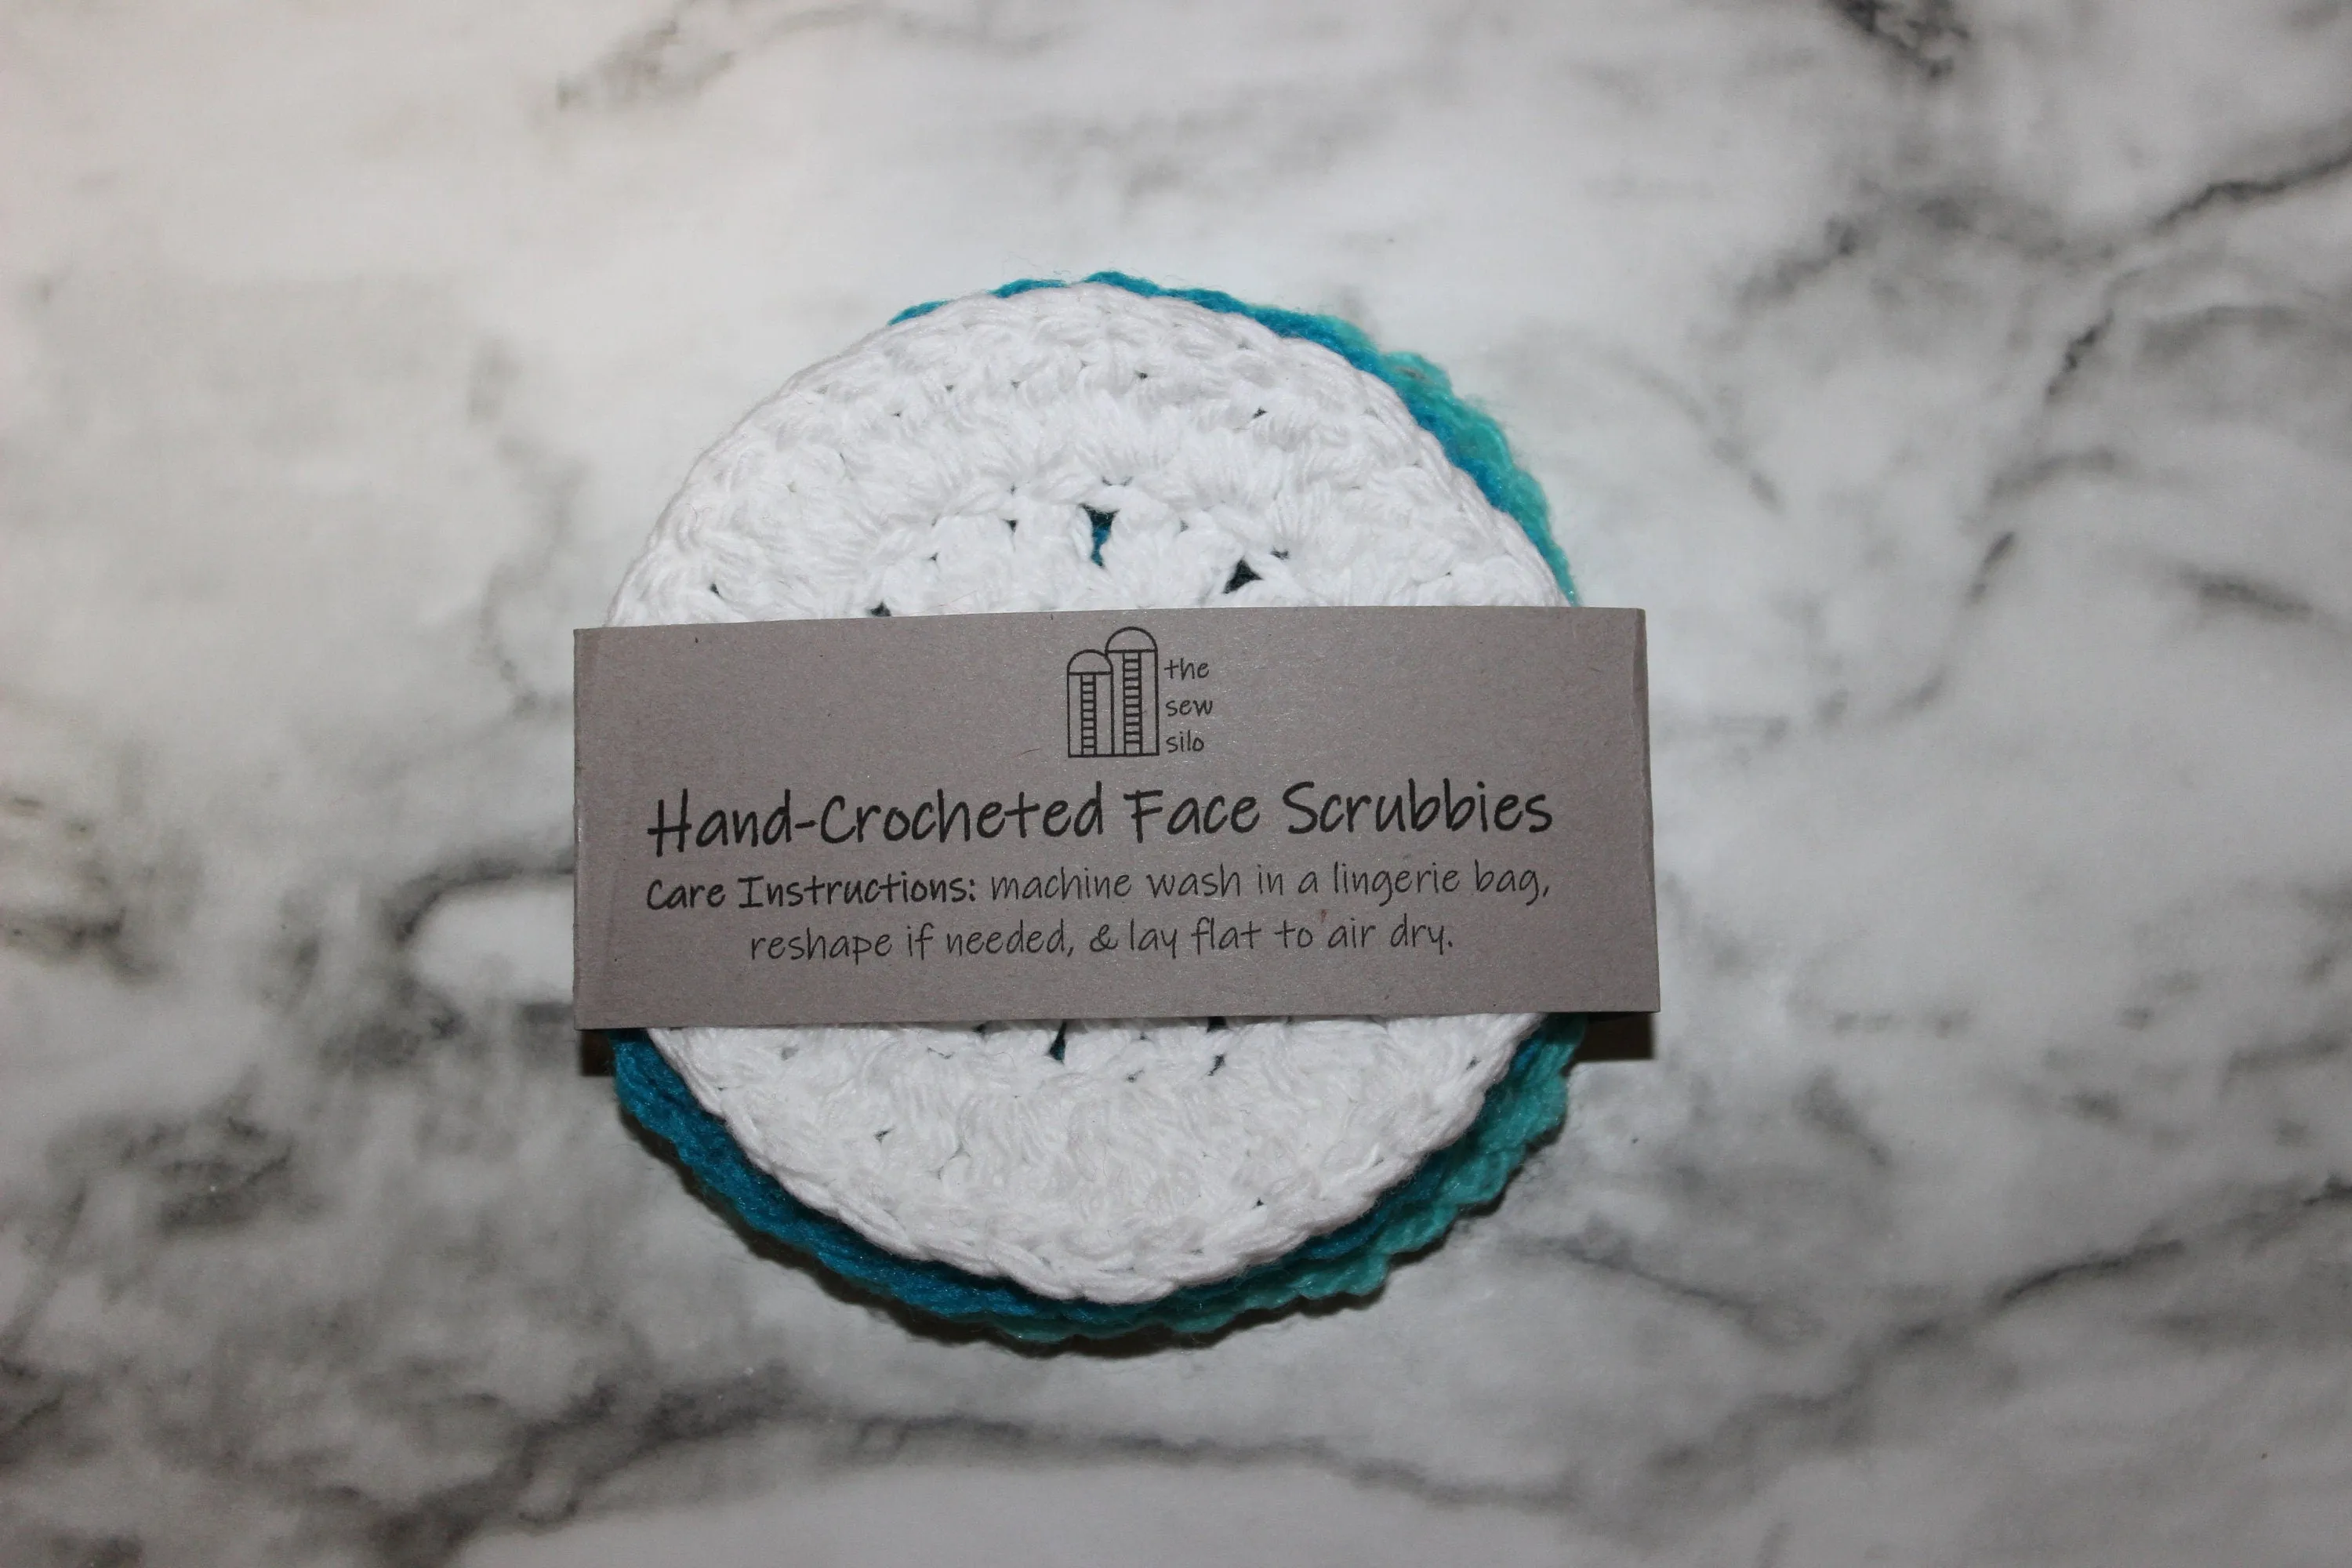 the
sew
silo
Hand-Crocheted Face Scrubbies
Care Instructions: machine wash in a lingerie bag,
reshape if needed, & lay flat to air dry.